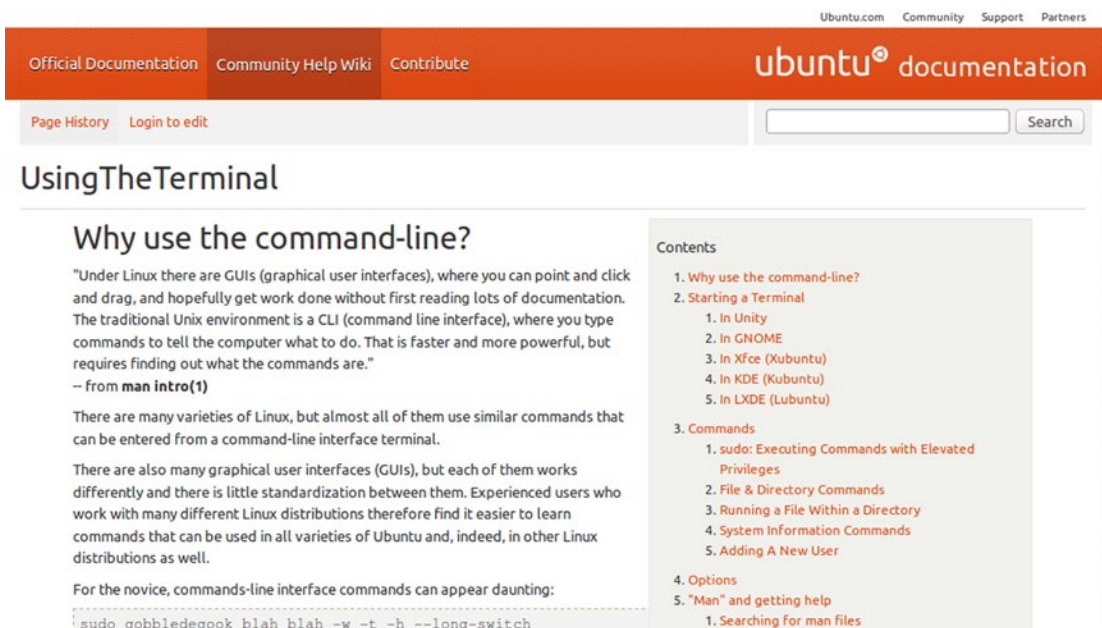 Ubuntu.com Community Support Partners
Official Documentation Community Help Wiki Contribute
ubuntu documentation
Page History Login to edit
Search
UsingTheTerminal
Why use the command-line?
"Under Linux there are GUIs (graphical user interfaces), where you can point and click
and drag, and hopefully get work done without first reading lots of documentation.
The traditional Unix environment is a CLI (command line interface), where you type
commands to tell the computer what to do. That is faster and more powerful, but
requires finding out what the commands are."
-- from man intro(1)
There are many varieties of Linux, but almost all of them use similar commands that
can be entered from a command-line interface terminal.
There are also many graphical user interfaces (GUIs), but each of them works
differently and there is little standardization between them. Experienced users who
work with many different Linux distributions therefore find it easier to learn
commands that can be used in all varieties of Ubuntu and, indeed, in other Linux
distributions as well.
For the novice, commands-line interface commands can appear daunting:
sudo gobbledegook blah blah -w -t -h --long-switch
Contents
1. Why use the command-line?
2. Starting a Terminal
1. In Unity
2. In GNOME
3. In Xfce (Xubuntu)
4. In KDE (Kubuntu)
5. In LXDE (Lubuntu)
3. Commands
1. sudo: Executing Commands with Elevated
Privileges
2. File & Directory Commands
3. Running a File Within a Directory
4. System Information Commands
5. Adding A New User
4. Options
5. "Man" and getting help
1. Searching for man files